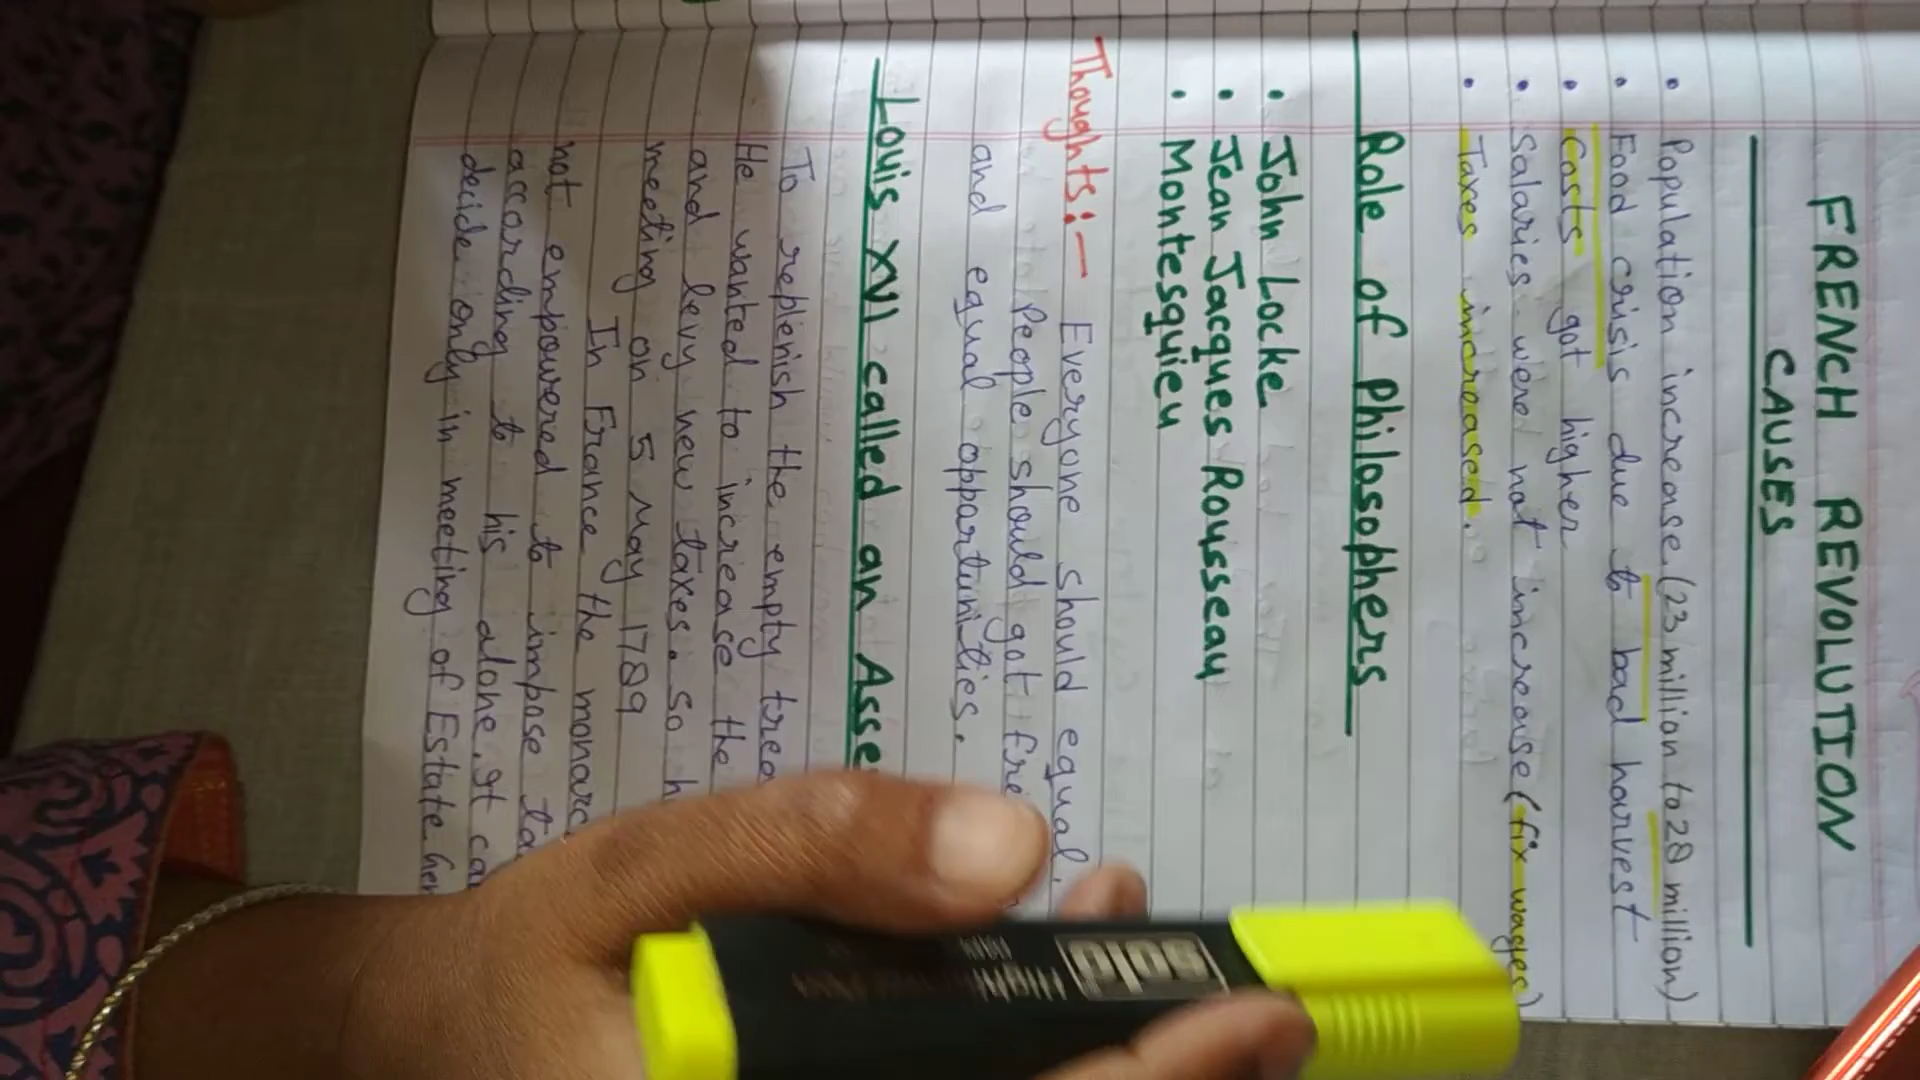 FRENCH REVOLUTION
CAUSES
• Population increase (23 million to 28 million)
• Food crisis due to bad harvest
• Costs got higher
• Salaries were not increase (fix wages)
• Taxes increased.
Role of Philosophers
• John Locke
• Jean Jacques Rousseau
• Montesquieu
Thoughts:— Everyone should equal.
People should got
and equal opportunities.
Louis XVI called an
To replenish the empty
He wanted to increase the
and levy new taxes. So
meeting on 5 May 1789
In France the
not empowered to impose
according to his alone. It
decide only in meeting of Estate
solo